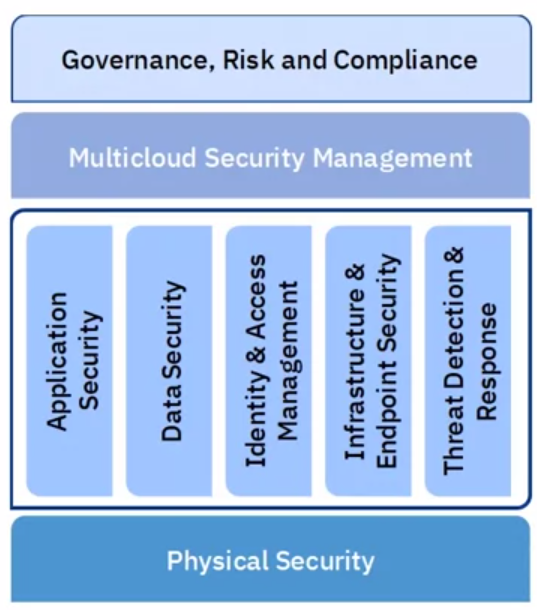 Governance, Risk and Compliance
Multicloud Security Management
Application
Security
Data Security
Identity & Access
Management
Infrastructure &
Endpoint Security
Threat Detection &
Response
Physical Security